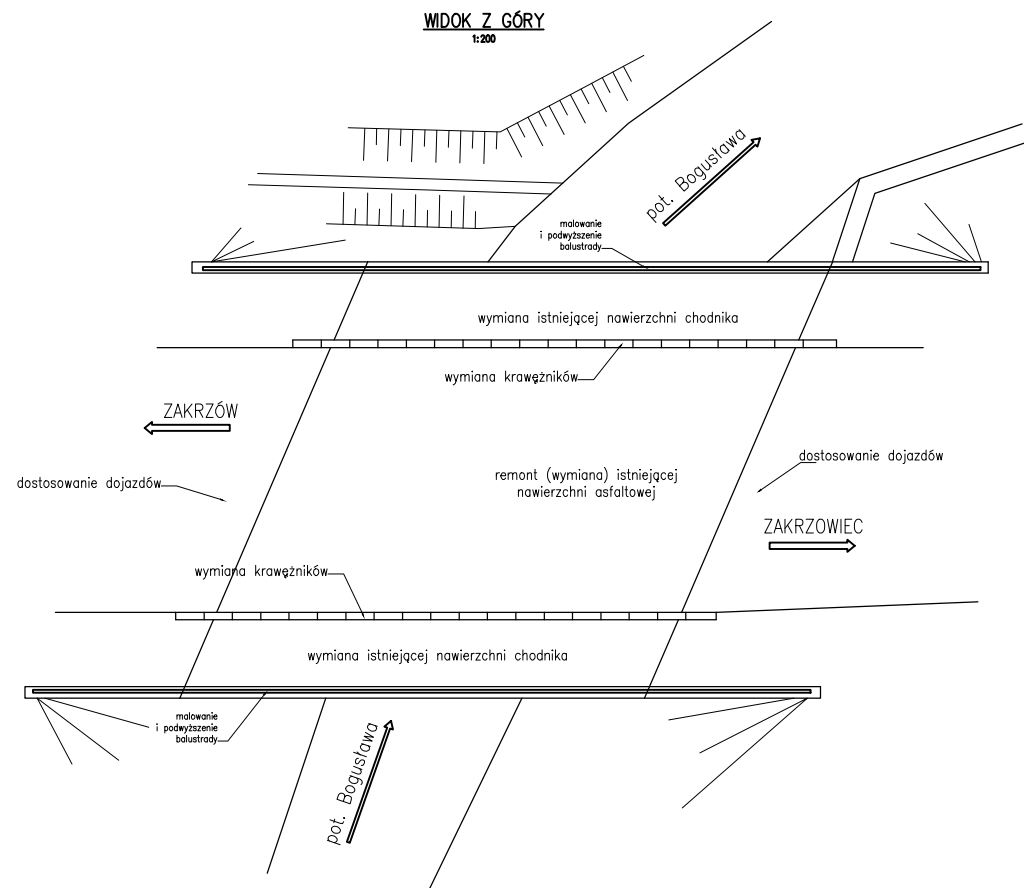 WIDOK Z GÓRY
1:200
pot. Bogusława
malowanie
i podwyższenie
balustrady
wymiana istniejącej nawierzchni chodnika
wymiana krawężników
ZAKRZÓW
dostosowanie dojazdów
remont (wymiana) istniejącej
nawierzchni asfaltowej
dostosowanie dojazdów
ZAKRZOWIEC
wymiana krawężników
wymiana istniejącej nawierzchni chodnika
malowanie
i podwyższenie
balustrady
pot. Bogusława